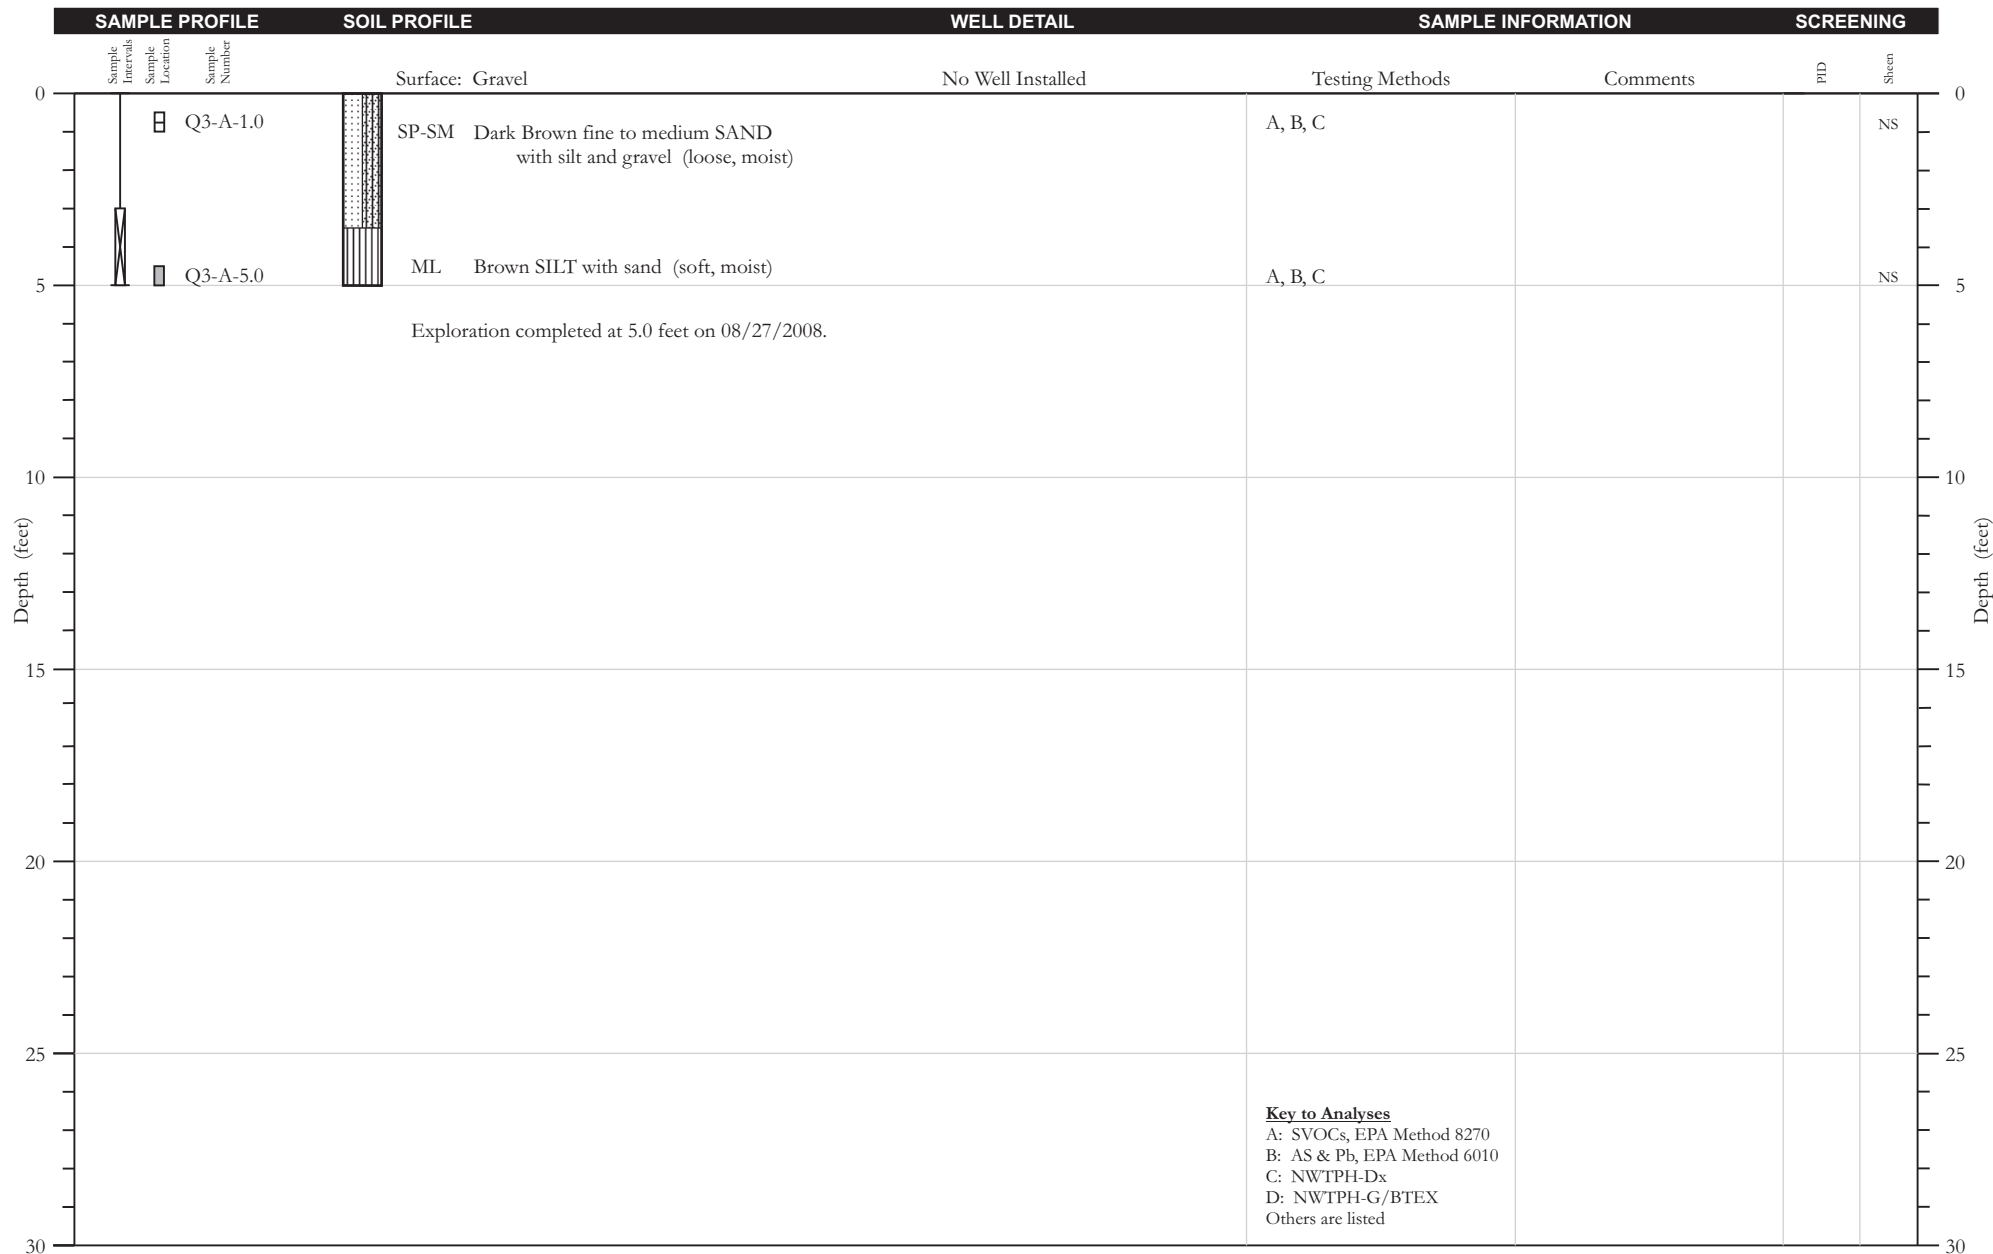 SAMPLE PROFILE SOIL PROFILE WELL DETAIL SAMPLE INFORMATION SCREENING
Sample Intervals
Sample Location
Sample Number
Surface: Gravel
No Well Installed
Testing Methods
Comments
PID
Sheen
0 0
Q3-A-1.0
SP-SM Dark Brown fine to medium SAND
with silt and gravel (loose, moist)
A, B, C
NS
ML Brown SILT with sand (soft, moist)
Q3-A-5.0
A, B, C
NS
5 5
Exploration completed at 5.0 feet on 08/27/2008.
10 10
Depth (feet)
Depth (feet)
15 15
20 20
25 25
Key to Analyses
A: SVOCs, EPA Method 8270
B: AS & Pb, EPA Method 6010
C: NWTPH-Dx
D: NWTPH-G/BTEX
Others are listed
30 30